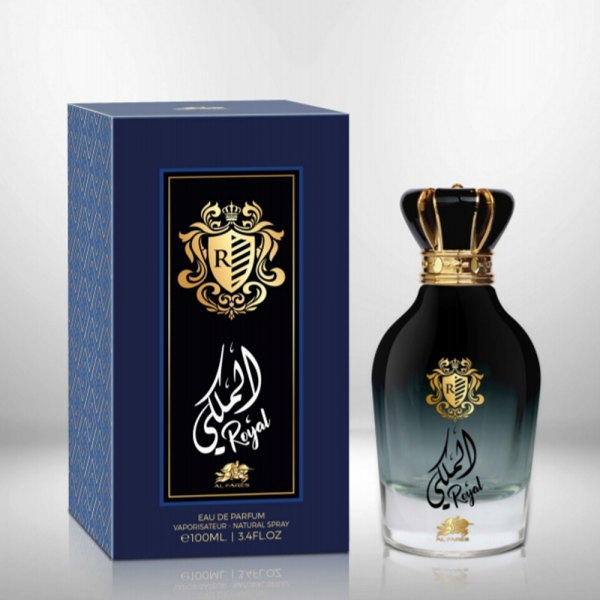 R
الملكي
Royal
AL FARES
EAU DE PARFUM
VAPORISATEUR - NATURAL SPRAY
℮100ML. | 3.4FL.OZ
R
الملكي
Royal
AL FARES